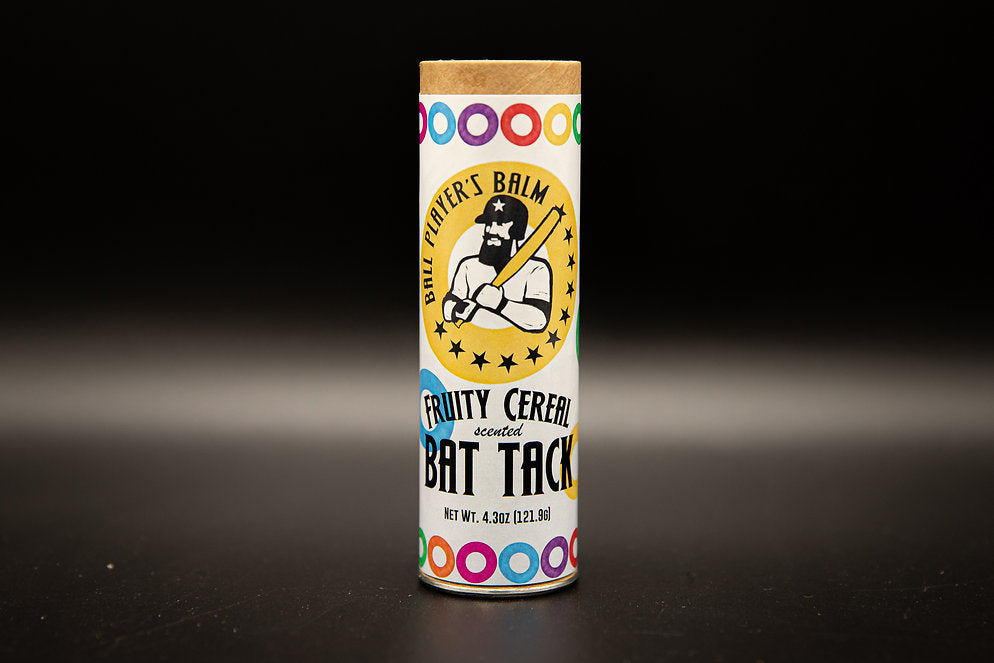 BALL PLAYER'S BALM
FRUITY CEREAL
scented
BAT TACK
NET WT. 4.3OZ (121.9G)